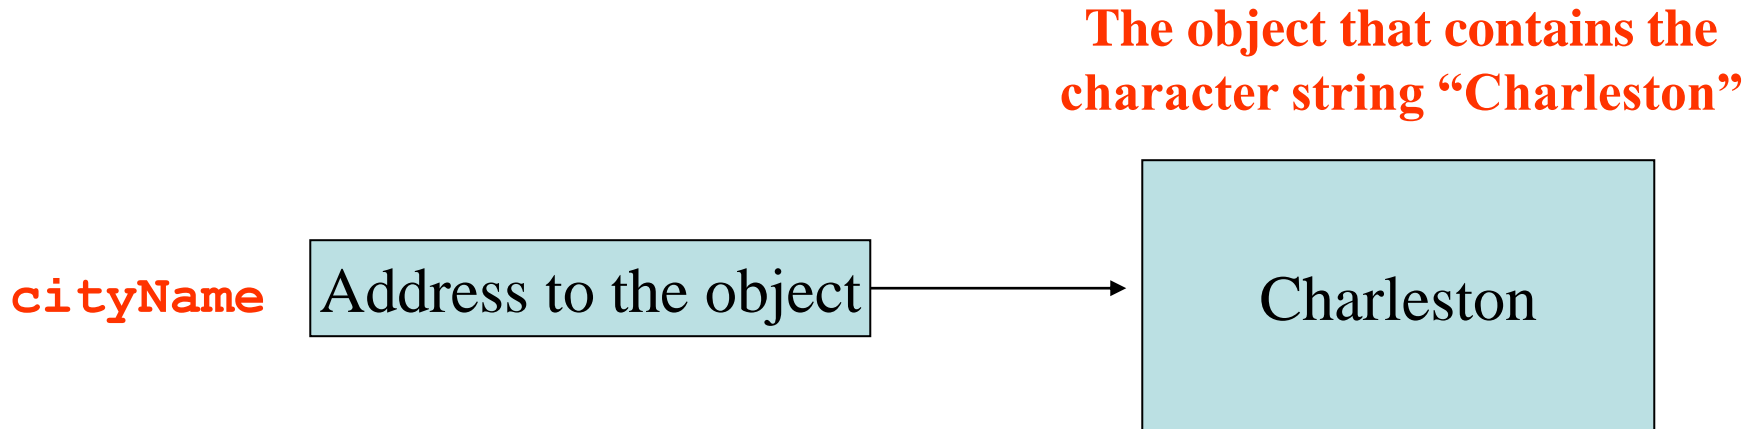 The object that contains the
character string “Charleston”
cityName
Address to the object
Charleston